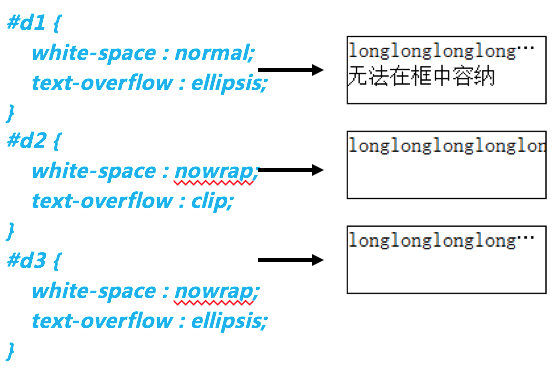 #d1 {
white-space : normal;
text-overflow : ellipsis;
}
#d2 {
white-space : nowrap;
text-overflow : clip;
}
#d3 {
white-space : nowrap;
text-overflow : ellipsis;
}
longlonglonglong…
无法在框中容纳
longlonglonglonglon
longlonglonglong…